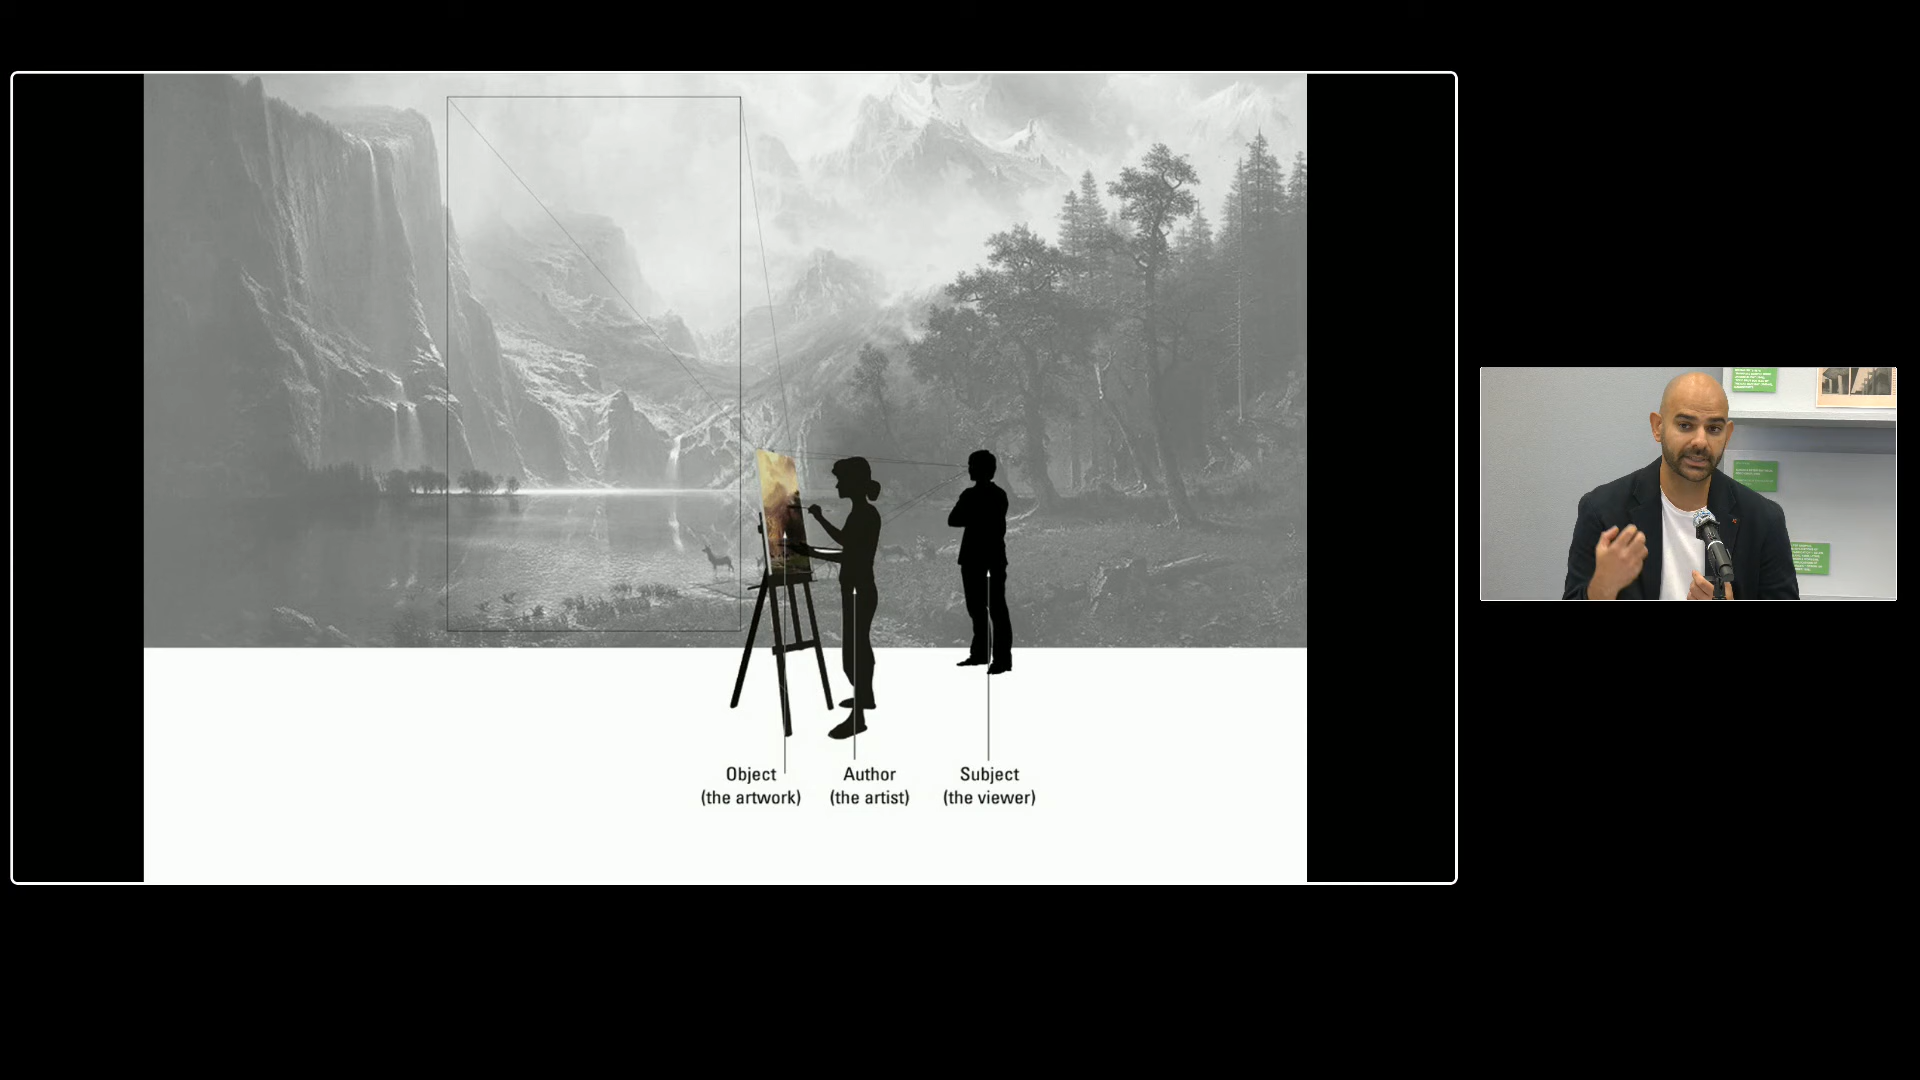 Object
(the artwork)
Author
(the artist)
Subject
(the viewer)